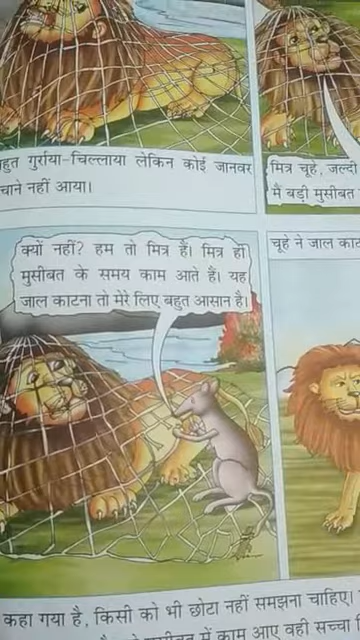 हुत गुर्राया-चिल्लाया लेकिन कोई जानवर
चाने नहीं आया।
मित्र चूहे, जल्दी
मै बड़ी मुसीबत
क्यों नहीं? हम तो मित्र हैं। मित्र ही
मुसीबत के समय काम आते हैं। यह
जाल काटना तो मेरे लिए बहुत आसान है।
चूहे ने जाल काट
कहा गया है, किसी को भी छोटा नहीं समझना चाहिए।
मुसीबत में काम आए वही सच्चा